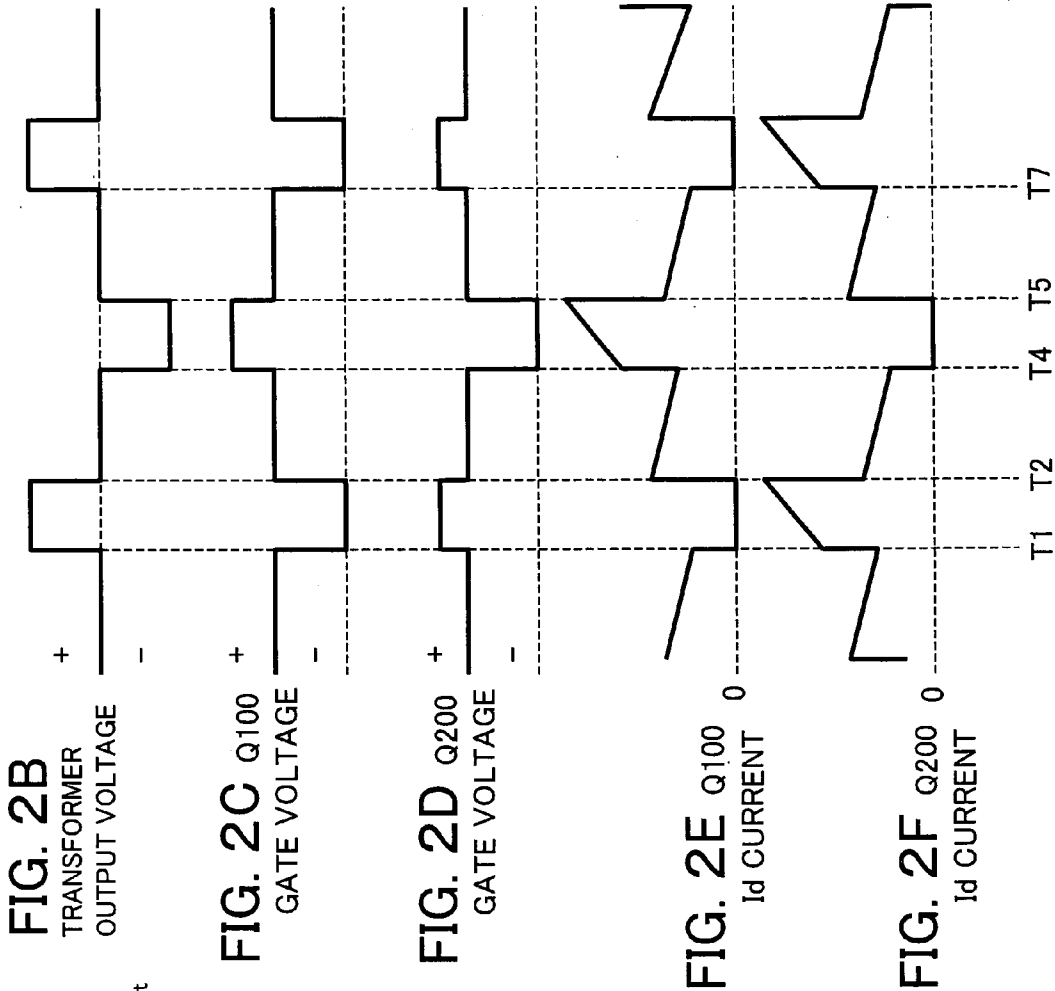 FIG. 2B
TRANSFORMER
OUTPUT VOLTAGE
+
-
FIG. 2C Q100
GATE VOLTAGE
+
-
FIG. 2D Q200
GATE VOLTAGE
+
-
FIG. 2E Q100 0
Id CURRENT
FIG. 2F Q200 0
Id CURRENT
T1 T2 T4 T5 T7
t